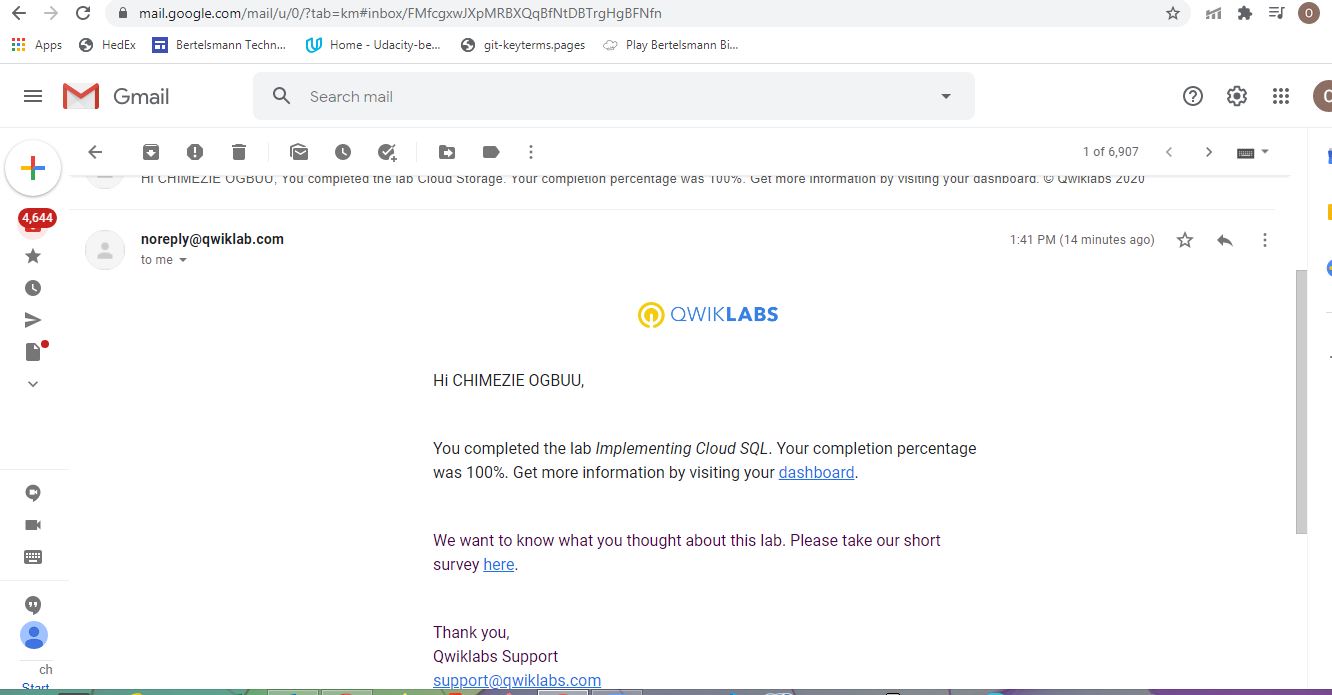 mail.google.com/mail/u/0/?tab=km#inbox/FMfcgxwJXpMRBXQqBfNtDBTrgHgBFNfn
O
Apps HedEx Bertelsmann Techn... Home - Udacity-be... git-keyterms.pages Play Bertelsmann Bi...
Gmail
Search mail
1 of 6,907
Hi CHIMEZIE OGBUU, You completed the lab Cloud Storage. Your completion percentage was 100%. Get more information by visiting your dashboard. © Qwiklabs 2020
4,644
noreply@qwiklab.com
1:41 PM (14 minutes ago)
to me
QWIKLABS
Hi CHIMEZIE OGBUU,
You completed the lab Implementing Cloud SQL. Your completion percentage
was 100%. Get more information by visiting your dashboard.
We want to know what you thought about this lab. Please take our short
survey here.
Thank you,
Qwiklabs Support
support@qwiklabs.com
ch
Start